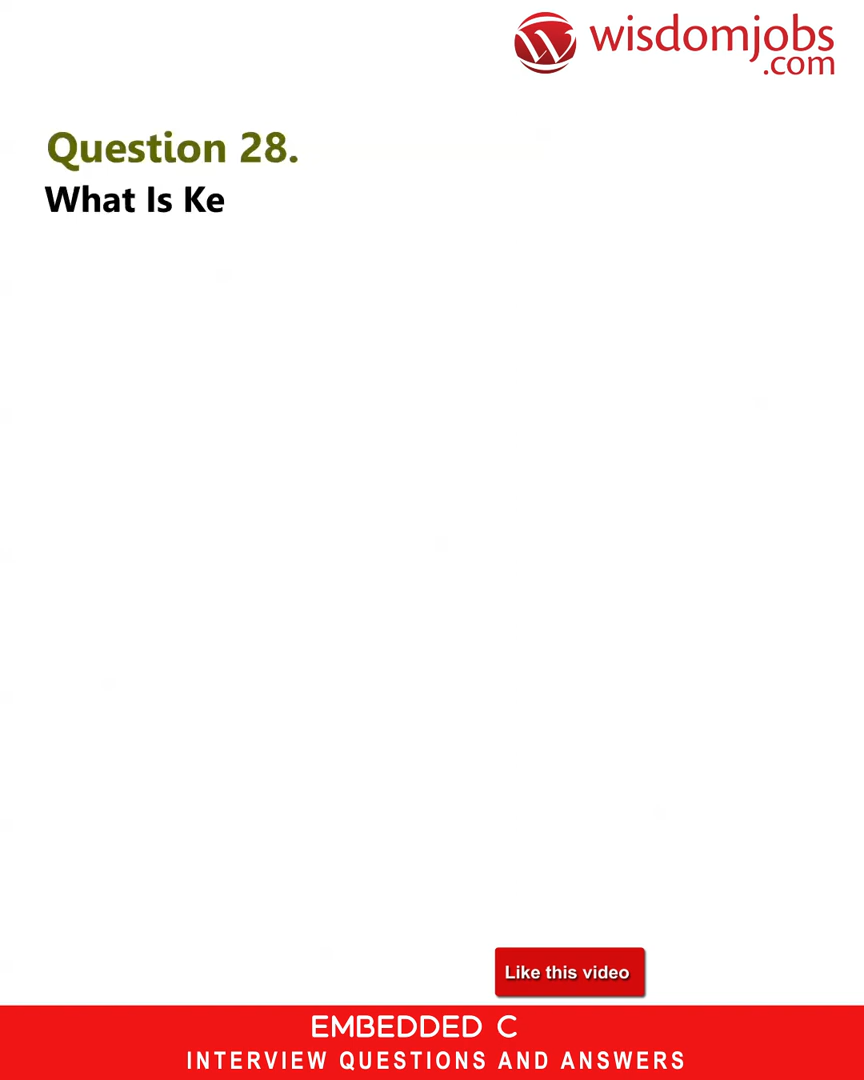 wisdomjobs
.com
Question 28.
What Is Ke
Like this video
EMBEDDED C
INTERVIEW QUESTIONS AND ANSWERS